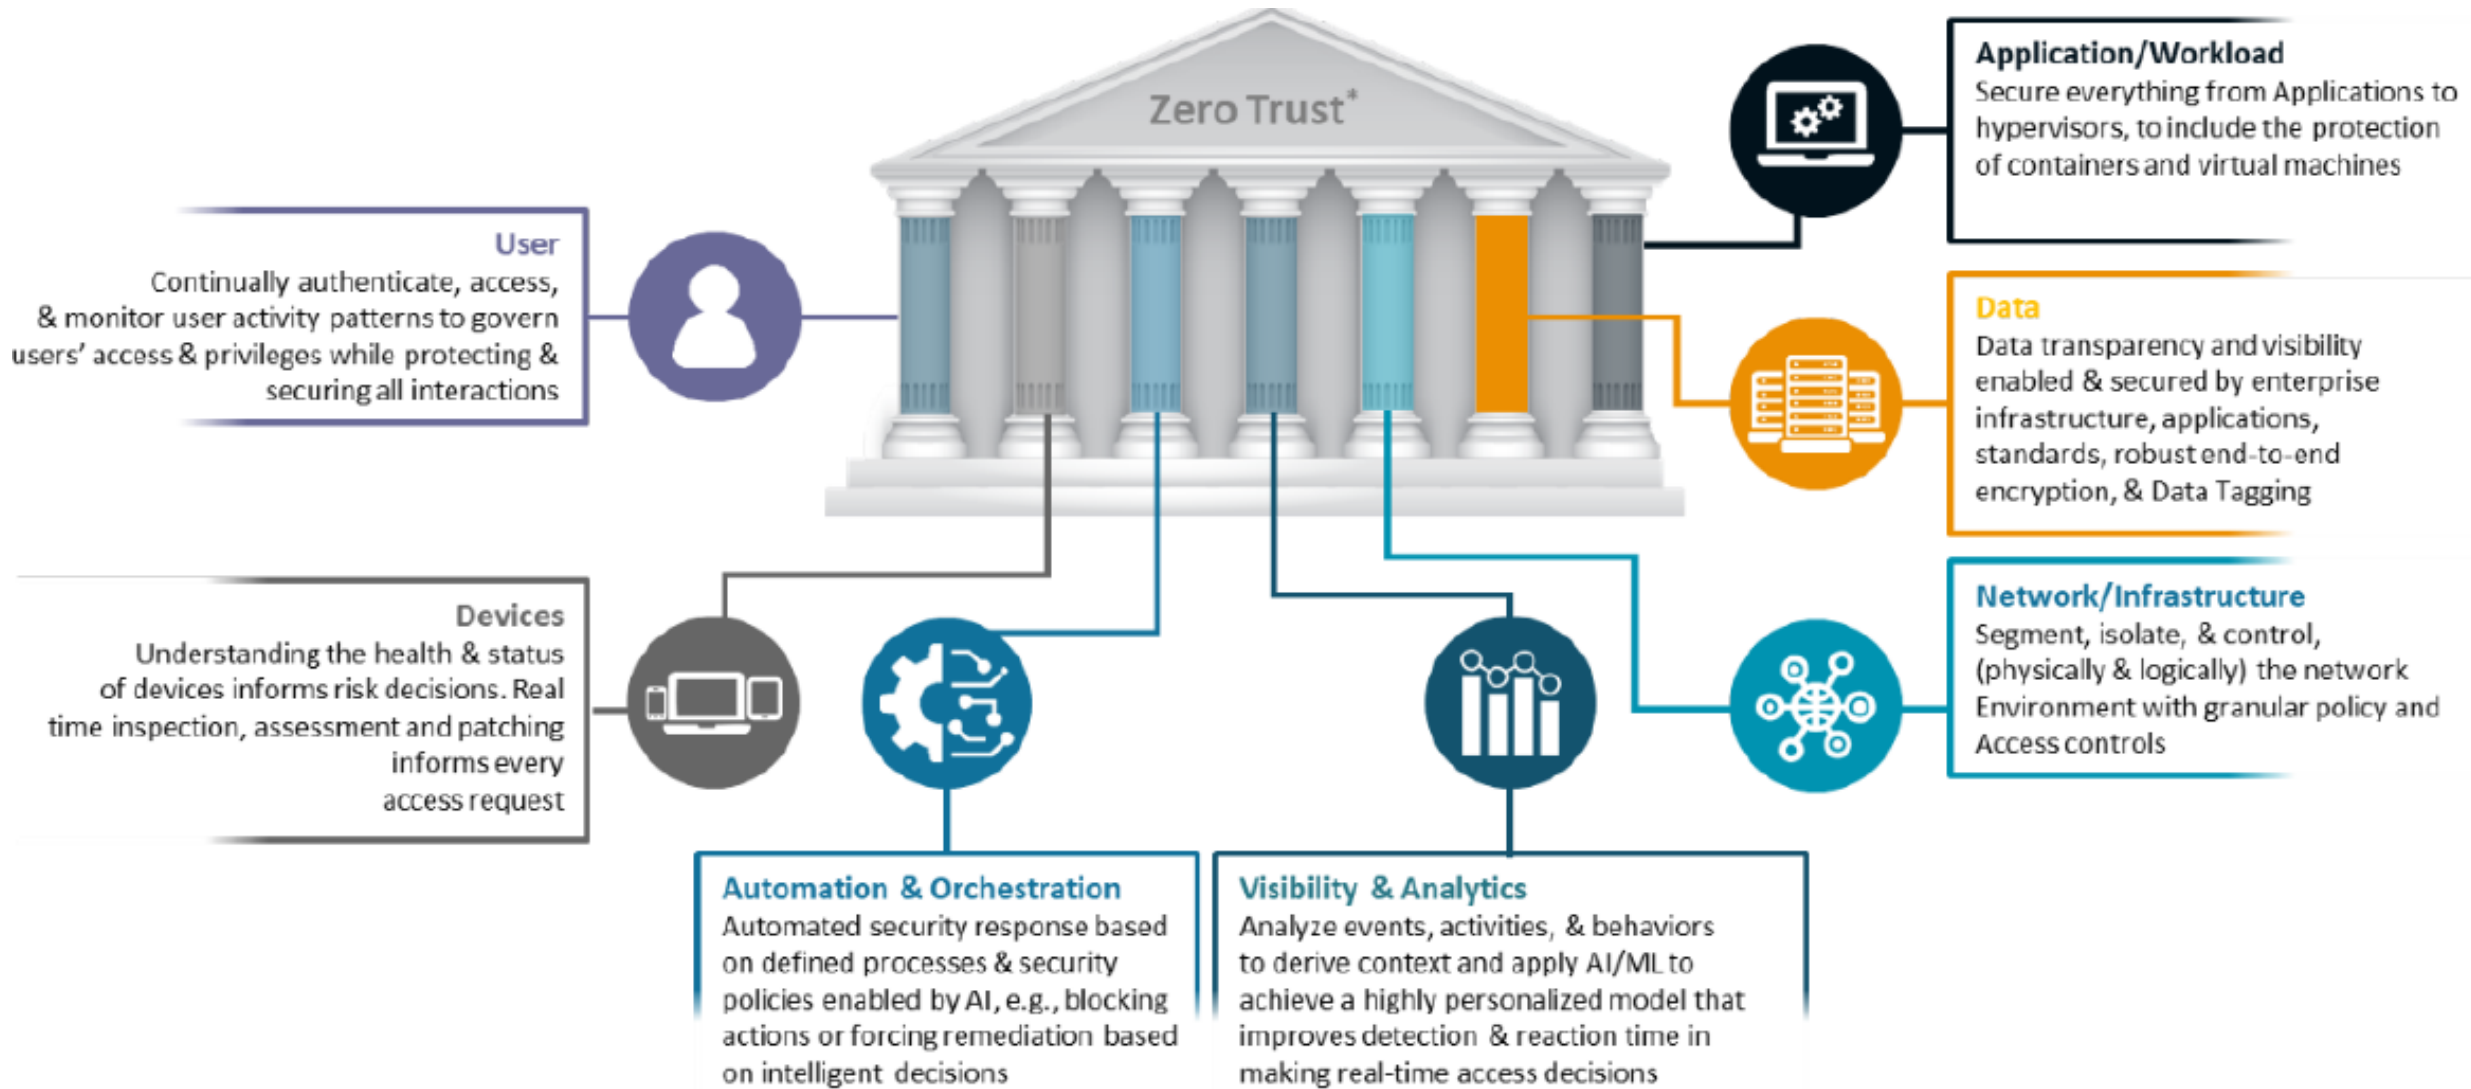 Zero Trust*
User
Continually authenticate, access,
& monitor user activity patterns to govern
users' access & privileges while protecting &
securing all interactions
Devices
Understanding the health & status
of devices informs risk decisions. Real
time inspection, assessment and patching
informs every
access request
Automation & Orchestration
Automated security response based
on defined processes & security
policies enabled by AI, e.g., blocking
actions or forcing remediation based
on intelligent decisions
Visibility & Analytics
Analyze events, activities, & behaviors
to derive context and apply AI/ML to
achieve a highly personalized model that
improves detection & reaction time in
making real-time access decisions
Application/Workload
Secure everything from Applications to
hypervisors, to include the protection
of containers and virtual machines
Data
Data transparency and visibility
enabled & secured by enterprise
infrastructure, applications,
standards, robust end-to-end
encryption, & Data Tagging
Network/Infrastructure
Segment, isolate, & control,
(physically & logically) the network
Environment with granular policy and
Access controls